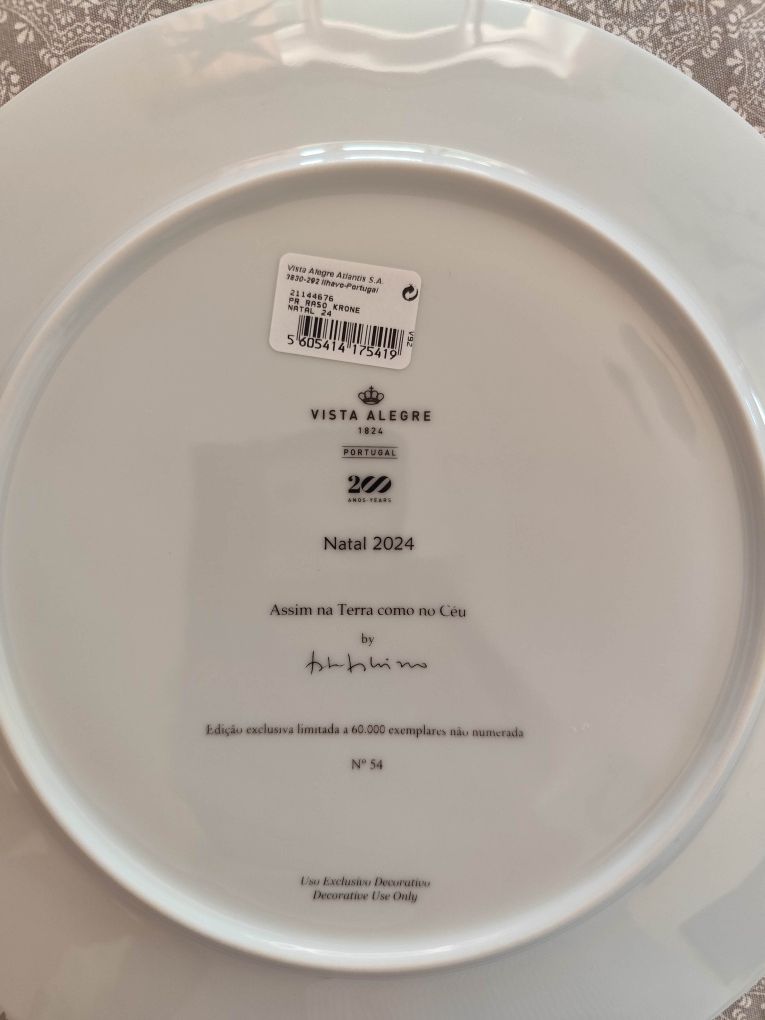 Vista Alegre Atlantis S.A.
3830-292 Ilhavo-Portugal
21144676
PR RASO KRONE
NATAL 24
V92
5 605414 175419
VISTA ALEGRE
1824
PORTUGAL
200
ANOS·YEARS
Natal 2024
Assim na Terra como no Céu
by
Edição exclusiva limitada a 60.000 exemplares não numerada
Nº 54
Uso Exclusivo Decorativo
Decorative Use Only